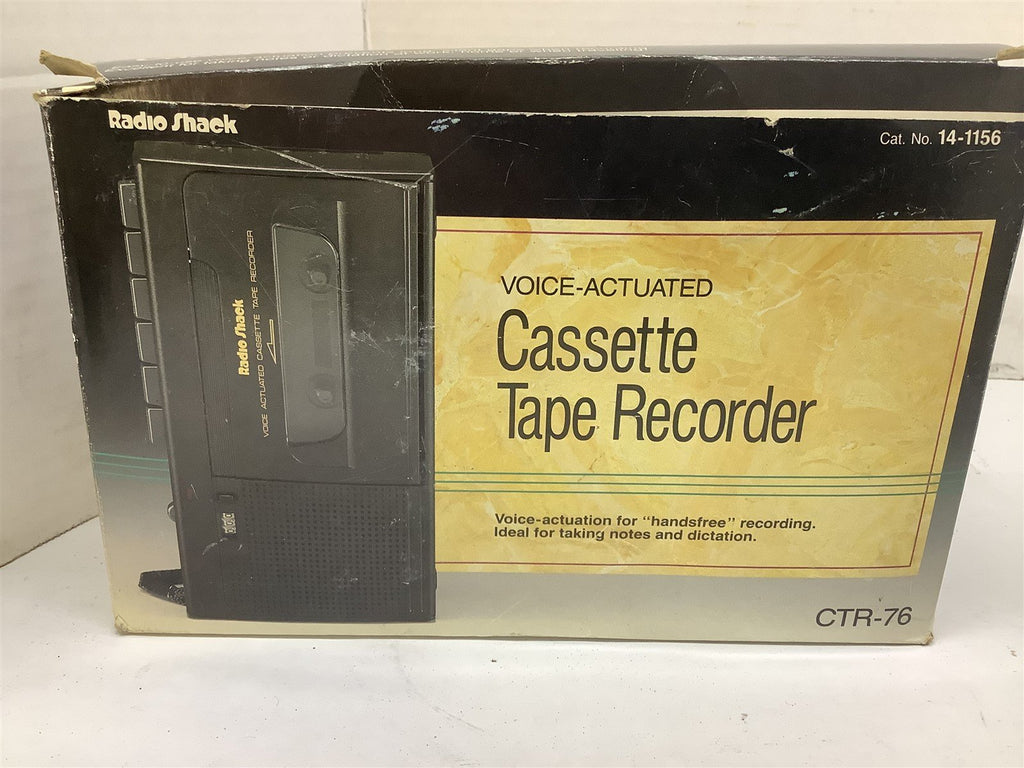 Radio Shack
Cat. No. 14-1156
Radio Shack
VOICE ACTUATED CASSETTE TAPE RECORDER
VOICE-ACTUATED
Cassette
Tape Recorder
Voice-actuation for "handsfree" recording.
Ideal for taking notes and dictation.
CTR-76